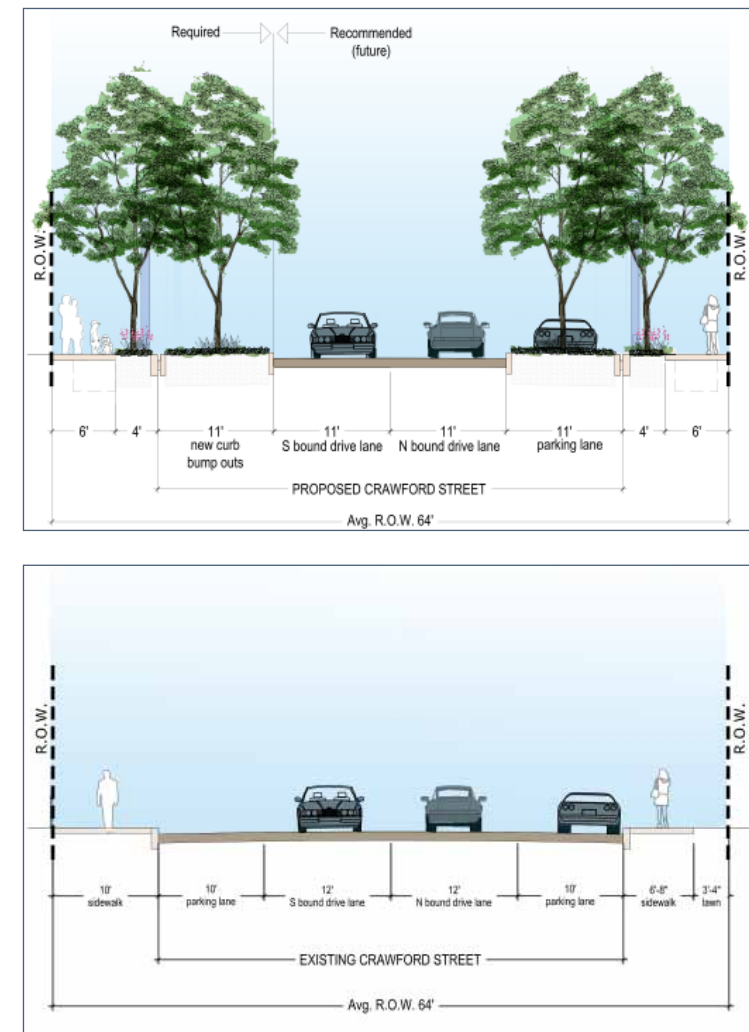 Required
Recommended
(future)
R.O.W.
R.O.W.
6'
4'
11'
new curb
bump outs
11'
S bound drive lane
11'
N bound drive lane
11'
parking lane
4'
6'
PROPOSED CRAWFORD STREET
Avg. R.O.W. 64'
R.O.W.
R.O.W.
10'
sidewalk
10'
parking lane
12'
S bound drive lane
12'
N bound drive lane
10'
parking lane
6'-8"
sidewalk
3'-4"
lawn
EXISTING CRAWFORD STREET
Avg. R.O.W. 64'